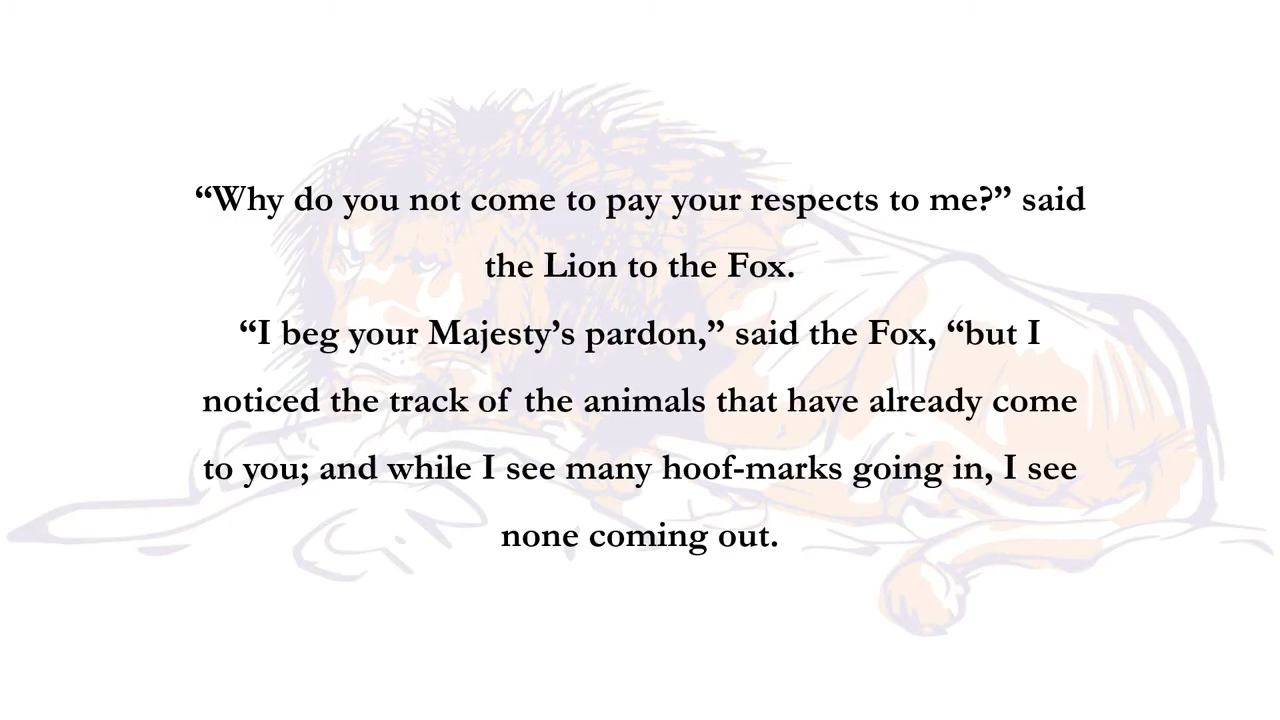 “Why do you not come to pay your respects to me?” said
the Lion to the Fox.
“I beg your Majesty’s pardon,” said the Fox, “but I
noticed the track of the animals that have already come
to you; and while I see many hoof-marks going in, I see
none coming out.